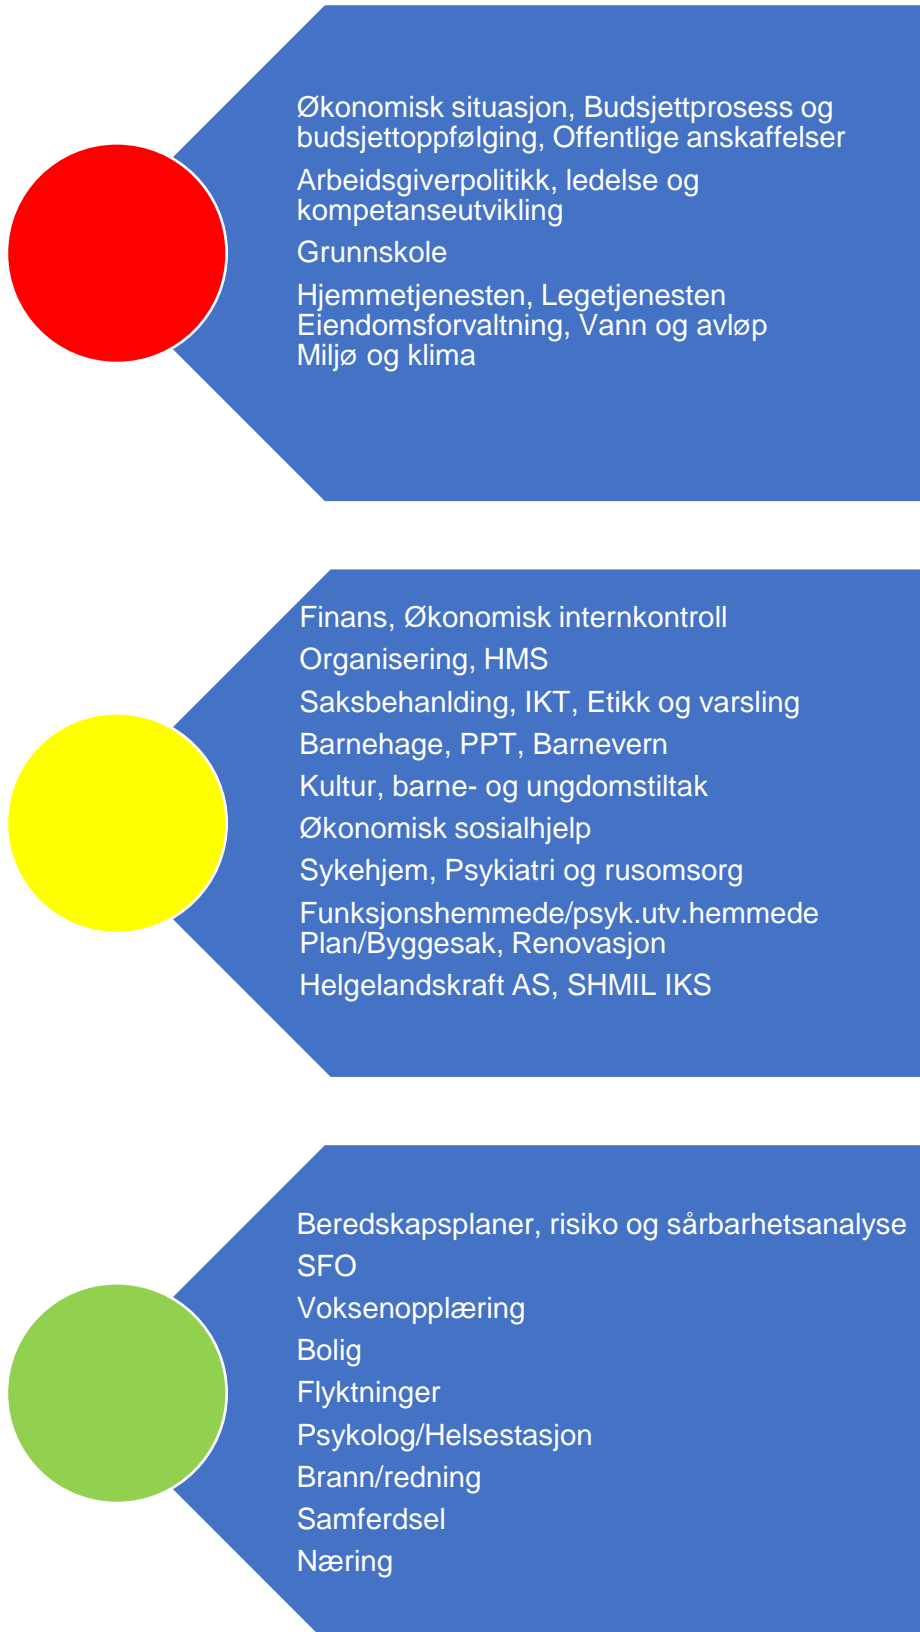 Økonomisk situasjon, Budsjettprosess og
budsjettoppfølging, Offentlige anskaffelser
Arbeidsgiverpolitikk, ledelse og
kompetanseutvikling
Grunnskole
Hjemmetjenesten, Legetjenesten
Eiendomsforvaltning, Vann og avløp
Miljø og klima
Finans, Økonomisk internkontroll
Organisering, HMS
Saksbehanlding, IKT, Etikk og varsling
Barnehage, PPT, Barnevern
Kultur, barne- og ungdomstiltak
Økonomisk sosialhjelp
Sykehjem, Psykiatri og rusomsorg
Funksjonshemmede/psyk.utv.hemmede
Plan/Byggesak, Renovasjon
Helgelandskraft AS, SHMIL IKS
Beredskapsplaner, risiko og sårbarhetsanalyse
SFO
Voksenopplæring
Bolig
Flyktninger
Psykolog/Helsestasjon
Brann/redning
Samferdsel
Næring